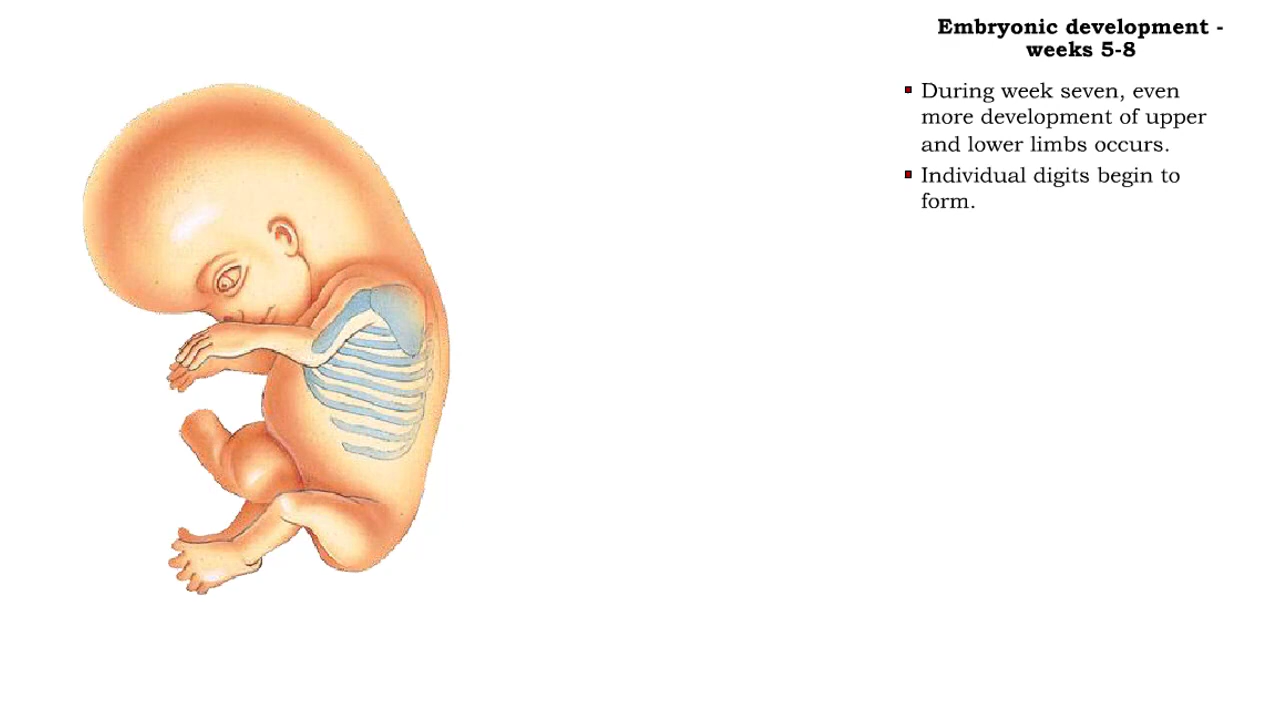 Embryonic development -
weeks 5-8
During week seven, even
more development of upper
and lower limbs occurs.
Individual digits begin to
form.